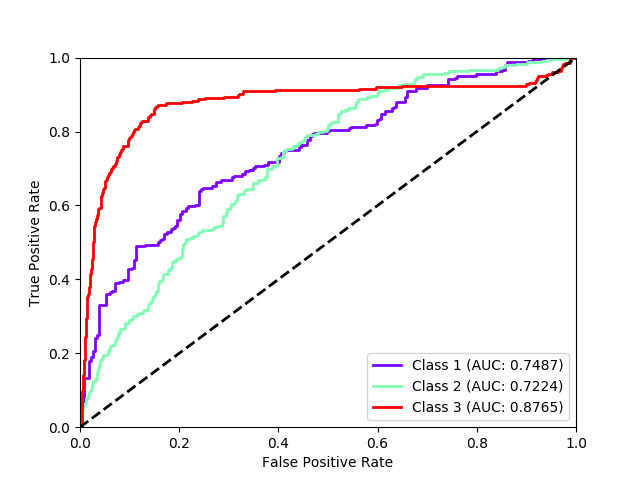 1.0
0.8
0.6
0.4
0.2
0.0
True Positive Rate
0.0 0.2 0.4 0.6 0.8 1.0
False Positive Rate
Class 1 (AUC: 0.7487)
Class 2 (AUC: 0.7224)
Class 3 (AUC: 0.8765)